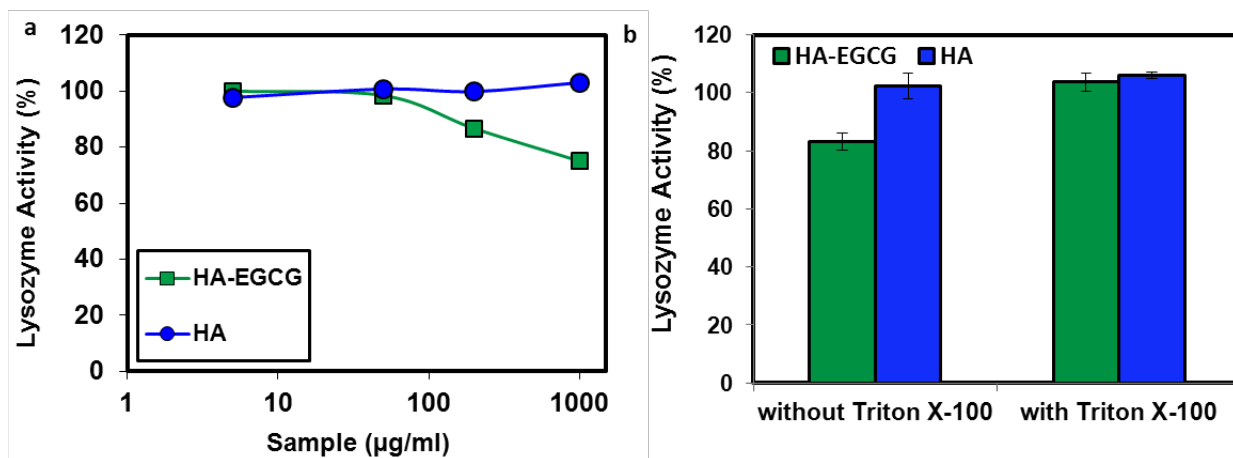 a
120
100
80
60
40
20
0
Lysozyme Activity (%)
HA-EGCG
HA
1
10
100
1000
Sample (µg/ml)
b
120
100
80
60
40
20
0
Lysozyme Activity (%)
HA-EGCG HA
without Triton X-100 with Triton X-100